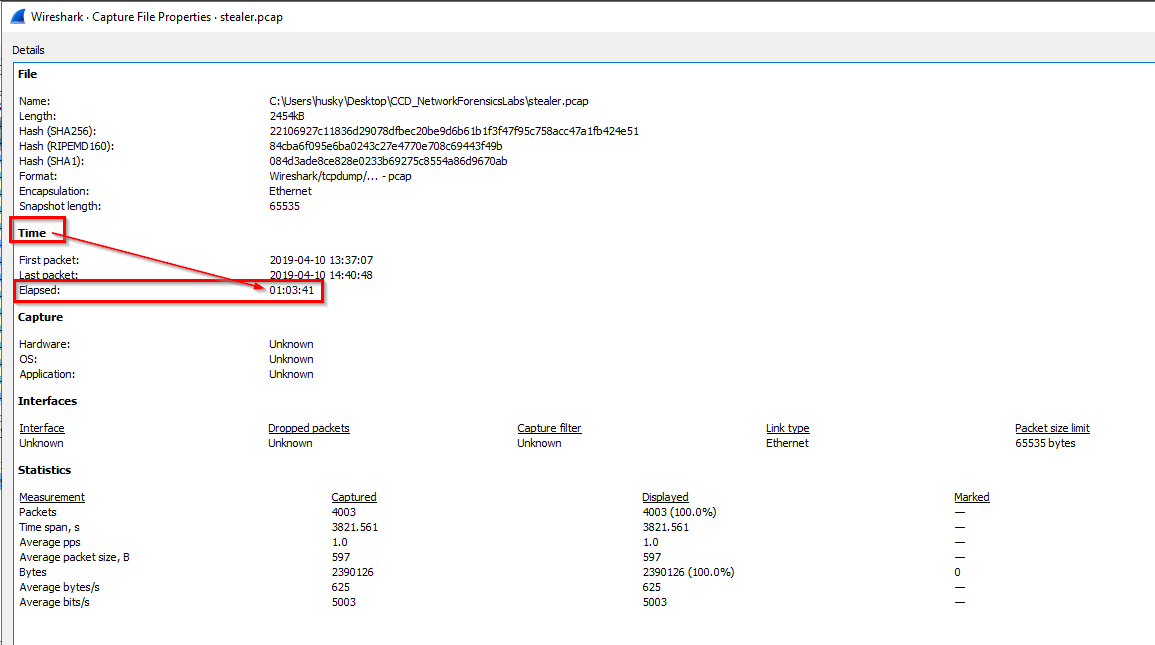 Wireshark · Capture File Properties · stealer.pcap
Details
File
Name: C:\Users\husky\Desktop\CCD_NetworkForensicsLabs\stealer.pcap
Length: 2454kB
Hash (SHA256): 22106927c11836d29078dfbec20be9d6b61b1f3f47f95c758acc47a1fb424e51
Hash (RIPEMD160): 84cba6f095e6ba0243c27e4770e708c69443f49b
Hash (SHA1): 084d3ade8ce828e0233b69275c8554a86d9670ab
Format: Wireshark/tcpdump/... - pcap
Encapsulation: Ethernet
Snapshot length: 65535
Time
First packet: 2019-04-10 13:37:07
Last packet: 2019-04-10 14:40:48
Elapsed: 01:03:41
Capture
Hardware: Unknown
OS: Unknown
Application: Unknown
Interfaces
Interface Dropped packets Capture filter Link type Packet size limit
Unknown Unknown Unknown Ethernet 65535 bytes
Statistics
Measurement Captured Displayed Marked
Packets 4003 4003 (100.0%) —
Time span, s 3821.561 3821.561 —
Average pps 1.0 1.0 —
Average packet size, B 597 597 —
Bytes 2390126 2390126 (100.0%) 0
Average bytes/s 625 625 —
Average bits/s 5003 5003 —